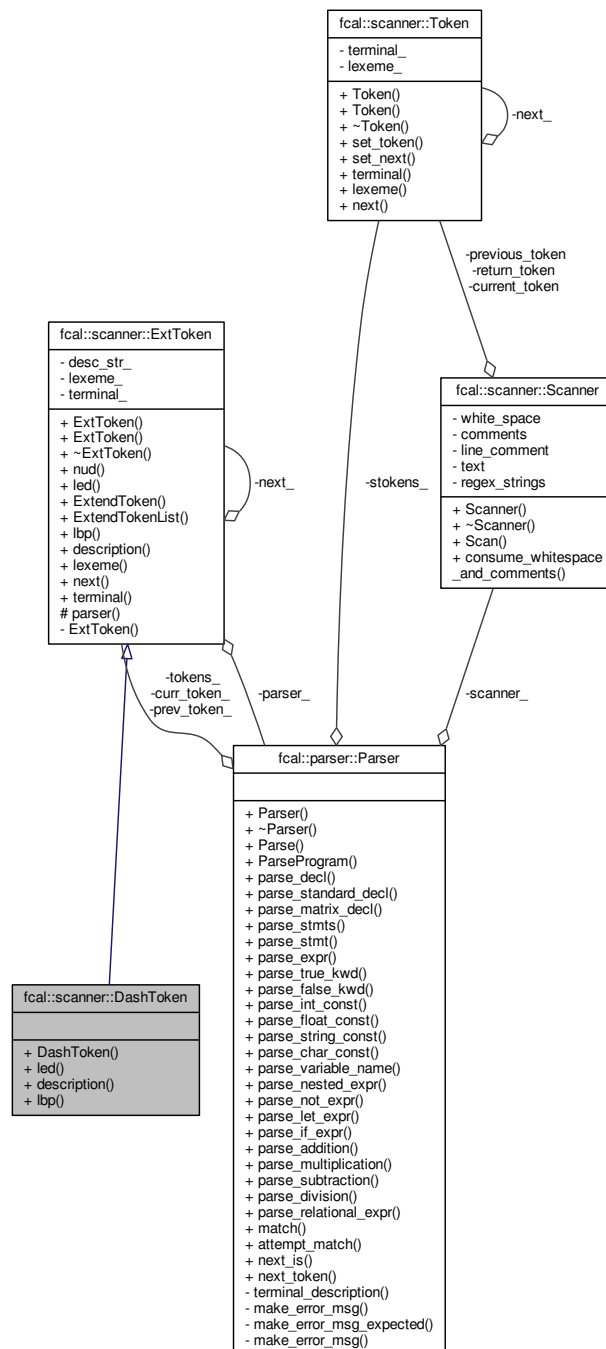 fcal::scanner::Token
- terminal_
- lexeme_
+ Token()
+ Token()
+ ~Token()
+ set_token()
+ set_next()
+ terminal()
+ lexeme()
+ next()
-next_
-previous_token
-return_token
-current_token
fcal::scanner::ExtToken
- desc_str_
- lexeme_
- terminal_
+ ExtToken()
+ ExtToken()
+ ~ExtToken()
+ nud()
+ led()
+ ExtendToken()
+ ExtendTokenList()
+ lbp()
+ description()
+ lexeme()
+ next()
+ terminal()
# parser()
- ExtToken()
-next_
-stokens_
fcal::scanner::Scanner
- white_space
- comments
- line_comment
- text
- regex_strings
+ Scanner()
+ ~Scanner()
+ Scan()
+ consume_whitespace
_and_comments()
-tokens_
-curr_token_
-prev_token_
-parser_
-scanner_
fcal::parser::Parser
+ Parser()
+ ~Parser()
+ Parse()
+ ParseProgram()
+ parse_decl()
+ parse_standard_decl()
+ parse_matrix_decl()
+ parse_stmts()
+ parse_stmt()
+ parse_expr()
+ parse_true_kwd()
+ parse_false_kwd()
+ parse_int_const()
+ parse_float_const()
+ parse_string_const()
+ parse_char_const()
+ parse_variable_name()
+ parse_nested_expr()
+ parse_not_expr()
+ parse_let_expr()
+ parse_if_expr()
+ parse_addition()
+ parse_multiplication()
+ parse_subtraction()
+ parse_division()
+ parse_relational_expr()
+ match()
+ attempt_match()
+ next_is()
+ next_token()
- terminal_description()
- make_error_msg()
- make_error_msg_expected()
- make_error_msg()
fcal::scanner::DashToken
+ DashToken()
+ led()
+ description()
+ lbp()